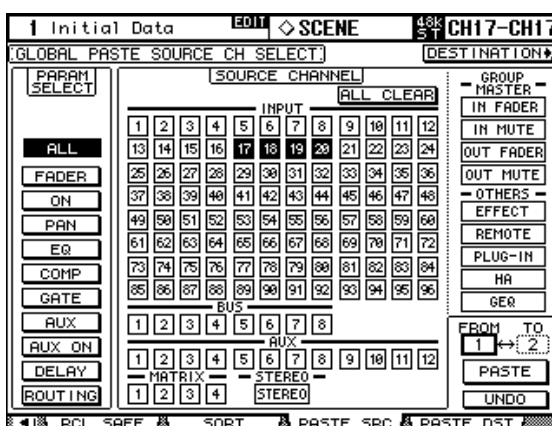 1 Initial Data EDIT ◇SCENE 48K ST CH17-CH17
GLOBAL PASTE SOURCE CH SELECT DESTINATION
PARAM SELECT
ALL
FADER
ON
PAN
EQ
COMP
GATE
AUX
AUX ON
DELAY
ROUTING
SOURCE CHANNEL
ALL CLEAR
INPUT
1 2 3 4 5 6 7 8 9 10 11 12
13 14 15 16 17 18 19 20 21 22 23 24
25 26 27 28 29 30 31 32 33 34 35 36
37 38 39 40 41 42 43 44 45 46 47 48
49 50 51 52 53 54 55 56 57 58 59 60
61 62 63 64 65 66 67 68 69 70 71 72
73 74 75 76 77 78 79 80 81 82 83 84
85 86 87 88 89 90 91 92 93 94 95 96
BUS
1 2 3 4 5 6 7 8
AUX
1 2 3 4 5 6 7 8 9 10 11 12
MATRIX STEREO
1 2 3 4 STEREO
GROUP MASTER
IN FADER
IN MUTE
OUT FADER
OUT MUTE
OTHERS
EFFECT
REMOTE
PLUG-IN
HA
GEQ
FROM TO
1 ↔ 2
PASTE
UNDO
RCL SAFE SORT PASTE SRC PASTE DST